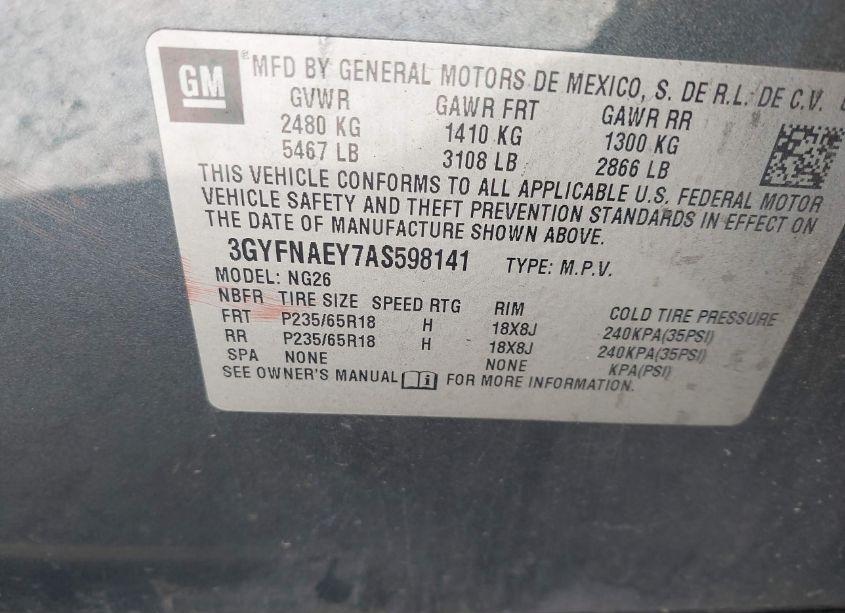 GM ® MFD BY GENERAL MOTORS DE MEXICO, S. DE R.L. DE C.V.
GVWR GAWR FRT GAWR RR
2480 KG 1410 KG 1300 KG
5467 LB 3108 LB 2866 LB
THIS VEHICLE CONFORMS TO ALL APPLICABLE U.S. FEDERAL MOTOR
VEHICLE SAFETY AND THEFT PREVENTION STANDARDS IN EFFECT ON
THE DATE OF MANUFACTURE SHOWN ABOVE.
3GYFNAEY7AS598141 TYPE: M.P.V.
MODEL: NG26
NBFR TIRE SIZE SPEED RTG RIM COLD TIRE PRESSURE
FRT P235/65R18 H 18X8J 240KPA(35PSI)
RR P235/65R18 H 18X8J 240KPA(35PSI)
SPA NONE NONE KPA(PSI)
SEE OWNER'S MANUAL i FOR MORE INFORMATION.